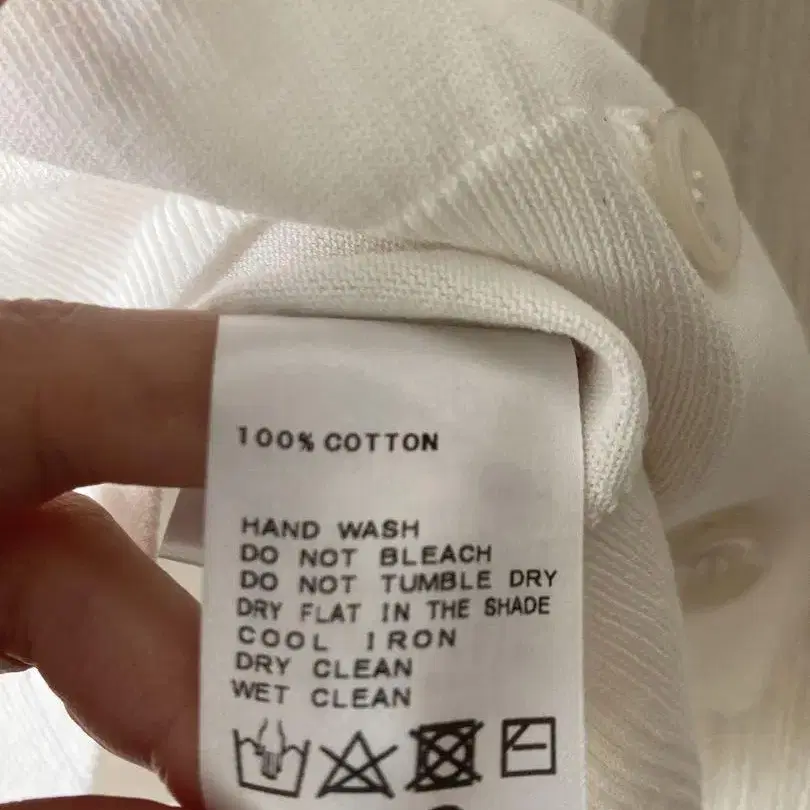 100% COTTON
HAND WASH
DO NOT BLEACH
DO NOT TUMBLE DRY
DRY FLAT IN THE SHADE
COOL IRON
DRY CLEAN
WET CLEAN